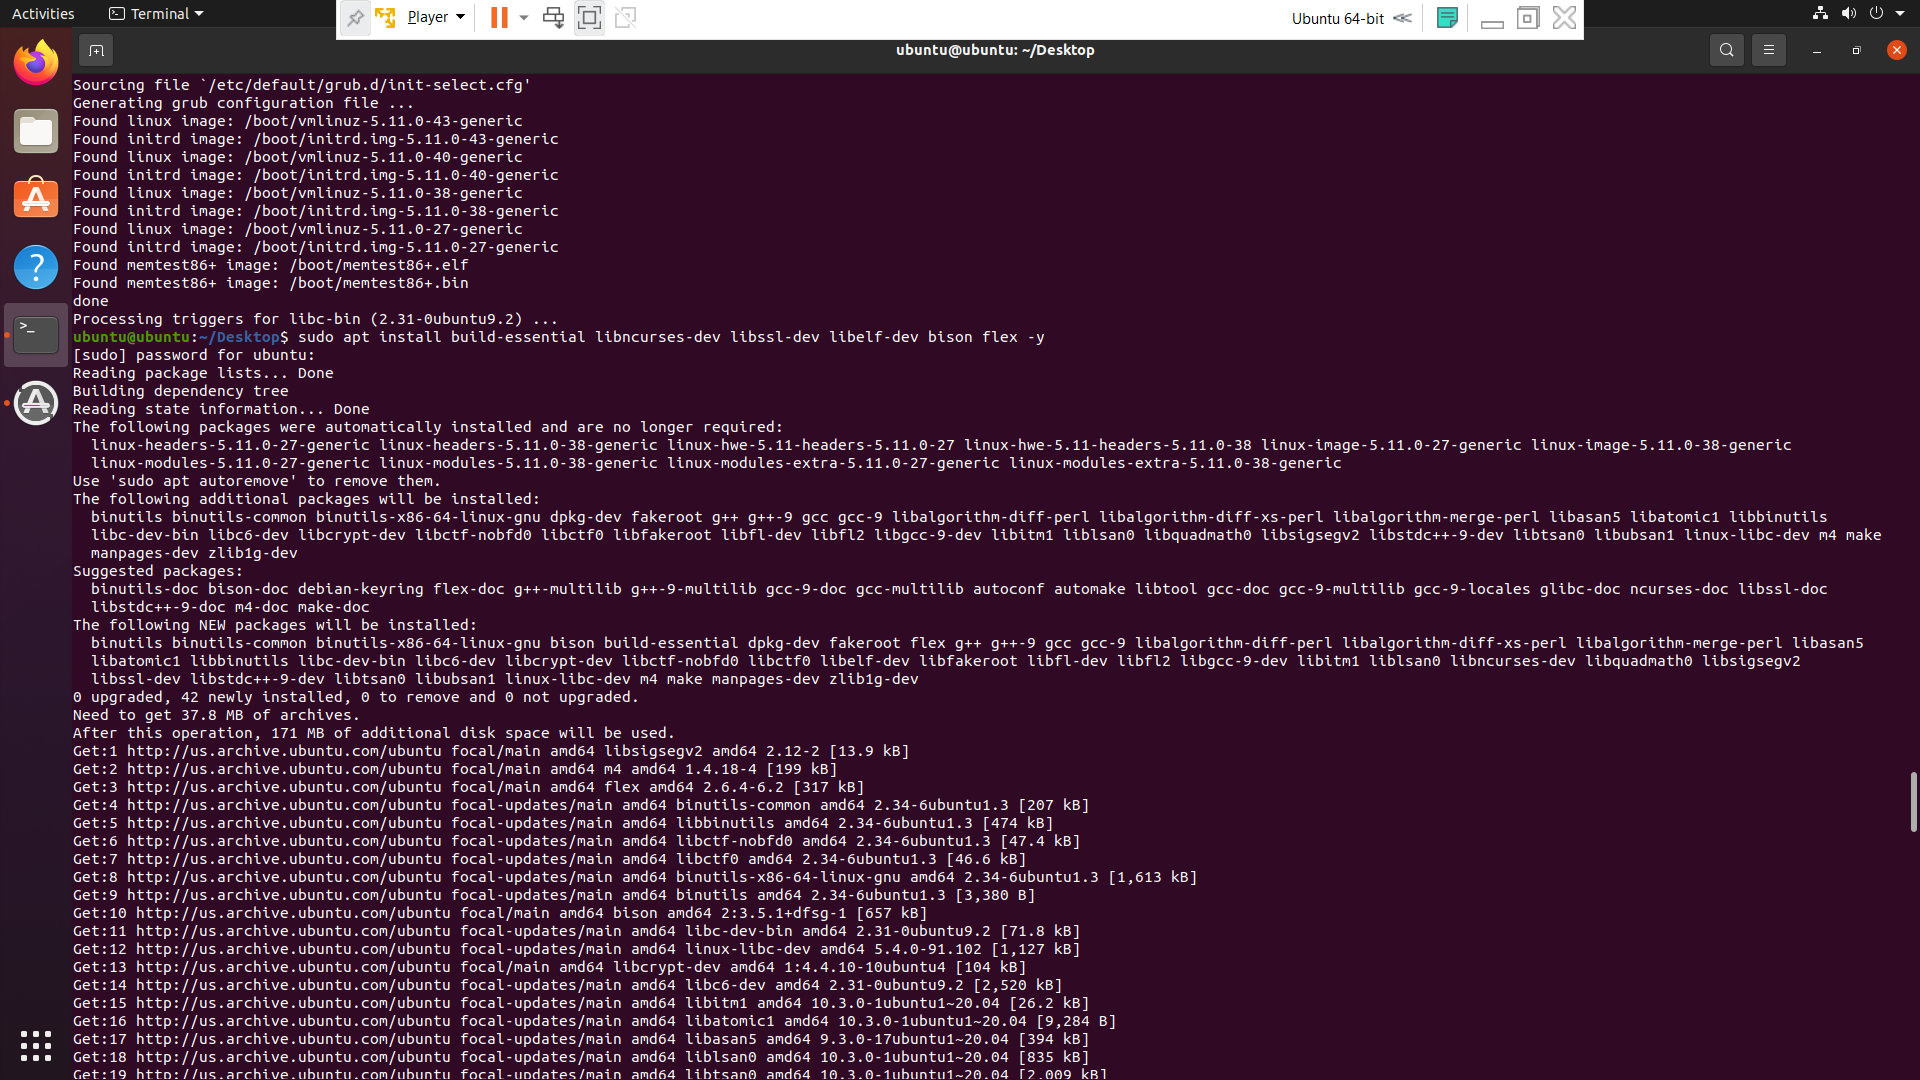 Activities
Terminal
Player
Ubuntu 64-bit
ubuntu@ubuntu: ~/Desktop
Sourcing file `/etc/default/grub.d/init-select.cfg'
Generating grub configuration file ...
Found linux image: /boot/vmlinuz-5.11.0-43-generic
Found initrd image: /boot/initrd.img-5.11.0-43-generic
Found linux image: /boot/vmlinuz-5.11.0-40-generic
Found initrd image: /boot/initrd.img-5.11.0-40-generic
Found linux image: /boot/vmlinuz-5.11.0-38-generic
Found initrd image: /boot/initrd.img-5.11.0-38-generic
Found linux image: /boot/vmlinuz-5.11.0-27-generic
Found initrd image: /boot/initrd.img-5.11.0-27-generic
Found memtest86+ image: /boot/memtest86+.elf
Found memtest86+ image: /boot/memtest86+.bin
done
Processing triggers for libc-bin (2.31-0ubuntu9.2) ...
ubuntu@ubuntu:~/Desktop$ sudo apt install build-essential libncurses-dev libssl-dev libelf-dev bison flex -y
[sudo] password for ubuntu:
Reading package lists... Done
Building dependency tree
Reading state information... Done
The following packages were automatically installed and are no longer required:
  linux-headers-5.11.0-27-generic linux-headers-5.11.0-38-generic linux-hwe-5.11-headers-5.11.0-27 linux-hwe-5.11-headers-5.11.0-38 linux-image-5.11.0-27-generic linux-image-5.11.0-38-generic
  linux-modules-5.11.0-27-generic linux-modules-5.11.0-38-generic linux-modules-extra-5.11.0-27-generic linux-modules-extra-5.11.0-38-generic
Use 'sudo apt autoremove' to remove them.
The following additional packages will be installed:
  binutils binutils-common binutils-x86-64-linux-gnu dpkg-dev fakeroot g++ g++-9 gcc gcc-9 libalgorithm-diff-perl libalgorithm-diff-xs-perl libalgorithm-merge-perl libasan5 libatomic1 libbinutils
  libc-dev-bin libc6-dev libcrypt-dev libctf-nobfd0 libctf0 libfakeroot libfl-dev libfl2 libgcc-9-dev libitm1 liblsan0 libquadmath0 libsigsegv2 libstdc++-9-dev libtsan0 libubsan1 linux-libc-dev m4 make
  manpages-dev zlib1g-dev
Suggested packages:
  binutils-doc bison-doc debian-keyring flex-doc g++-multilib g++-9-multilib gcc-9-doc gcc-multilib autoconf automake libtool gcc-doc gcc-9-multilib gcc-9-locales glibc-doc ncurses-doc libssl-doc
  libstdc++-9-doc m4-doc make-doc
The following NEW packages will be installed:
  binutils binutils-common binutils-x86-64-linux-gnu bison build-essential dpkg-dev fakeroot flex g++ g++-9 gcc gcc-9 libalgorithm-diff-perl libalgorithm-diff-xs-perl libalgorithm-merge-perl libasan5
  libatomic1 libbinutils libc-dev-bin libc6-dev libcrypt-dev libctf-nobfd0 libctf0 libelf-dev libfakeroot libfl-dev libfl2 libgcc-9-dev libitm1 liblsan0 libncurses-dev libquadmath0 libsigsegv2
  libssl-dev libstdc++-9-dev libtsan0 libubsan1 linux-libc-dev m4 make manpages-dev zlib1g-dev
0 upgraded, 42 newly installed, 0 to remove and 0 not upgraded.
Need to get 37.8 MB of archives.
After this operation, 171 MB of additional disk space will be used.
Get:1 http://us.archive.ubuntu.com/ubuntu focal/main amd64 libsigsegv2 amd64 2.12-2 [13.9 kB]
Get:2 http://us.archive.ubuntu.com/ubuntu focal/main amd64 m4 amd64 1.4.18-4 [199 kB]
Get:3 http://us.archive.ubuntu.com/ubuntu focal/main amd64 flex amd64 2.6.4-6.2 [317 kB]
Get:4 http://us.archive.ubuntu.com/ubuntu focal-updates/main amd64 binutils-common amd64 2.34-6ubuntu1.3 [207 kB]
Get:5 http://us.archive.ubuntu.com/ubuntu focal-updates/main amd64 libbinutils amd64 2.34-6ubuntu1.3 [474 kB]
Get:6 http://us.archive.ubuntu.com/ubuntu focal-updates/main amd64 libctf-nobfd0 amd64 2.34-6ubuntu1.3 [47.4 kB]
Get:7 http://us.archive.ubuntu.com/ubuntu focal-updates/main amd64 libctf0 amd64 2.34-6ubuntu1.3 [46.6 kB]
Get:8 http://us.archive.ubuntu.com/ubuntu focal-updates/main amd64 binutils-x86-64-linux-gnu amd64 2.34-6ubuntu1.3 [1,613 kB]
Get:9 http://us.archive.ubuntu.com/ubuntu focal-updates/main amd64 binutils amd64 2.34-6ubuntu1.3 [3,380 B]
Get:10 http://us.archive.ubuntu.com/ubuntu focal/main amd64 bison amd64 2:3.5.1+dfsg-1 [657 kB]
Get:11 http://us.archive.ubuntu.com/ubuntu focal-updates/main amd64 libc-dev-bin amd64 2.31-0ubuntu9.2 [71.8 kB]
Get:12 http://us.archive.ubuntu.com/ubuntu focal-updates/main amd64 linux-libc-dev amd64 5.4.0-91.102 [1,127 kB]
Get:13 http://us.archive.ubuntu.com/ubuntu focal/main amd64 libcrypt-dev amd64 1:4.4.10-10ubuntu4 [104 kB]
Get:14 http://us.archive.ubuntu.com/ubuntu focal-updates/main amd64 libc6-dev amd64 2.31-0ubuntu9.2 [2,520 kB]
Get:15 http://us.archive.ubuntu.com/ubuntu focal-updates/main amd64 libitm1 amd64 10.3.0-1ubuntu1~20.04 [26.2 kB]
Get:16 http://us.archive.ubuntu.com/ubuntu focal-updates/main amd64 libatomic1 amd64 10.3.0-1ubuntu1~20.04 [9,284 B]
Get:17 http://us.archive.ubuntu.com/ubuntu focal-updates/main amd64 libasan5 amd64 9.3.0-17ubuntu1~20.04 [394 kB]
Get:18 http://us.archive.ubuntu.com/ubuntu focal-updates/main amd64 liblsan0 amd64 10.3.0-1ubuntu1~20.04 [835 kB]
Get:19 http://us.archive.ubuntu.com/ubuntu focal-updates/main amd64 libtsan0 amd64 10.3.0-1ubuntu1~20.04 [2,009 kB]